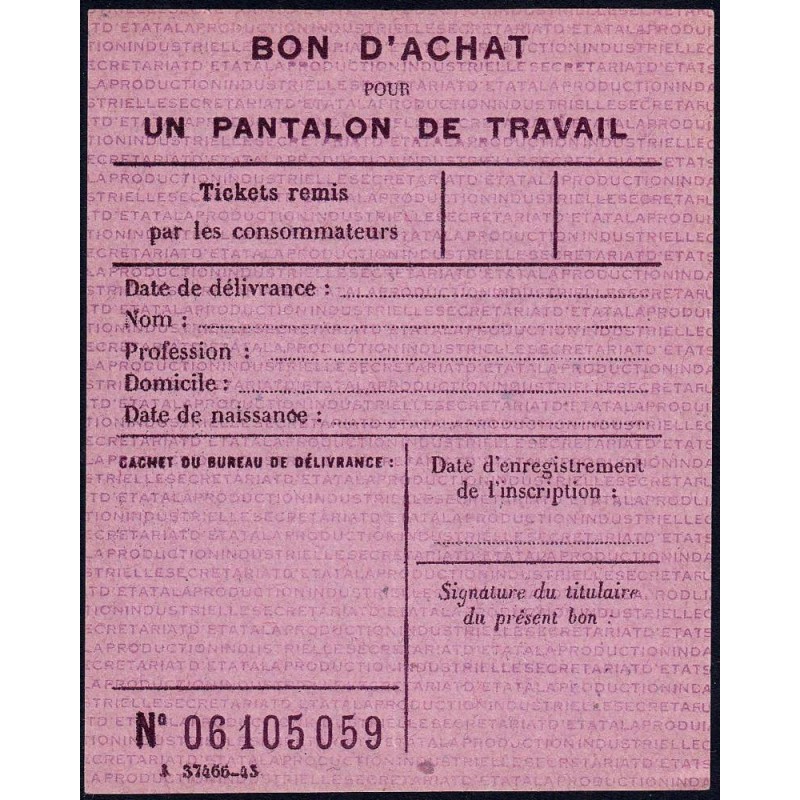 BON D'ACHAT
POUR
UN PANTALON DE TRAVAIL
Tickets remis
par les consommateurs
Date de délivrance :
Nom :
Profession :
Domicile :
Date de naissance :
CACHET DU BUREAU DE DÉLIVRANCE :
Date d'enregistrement
de l'inscription :
Signature du titulaire
du présent bon :
Nº 06105059
37466-43